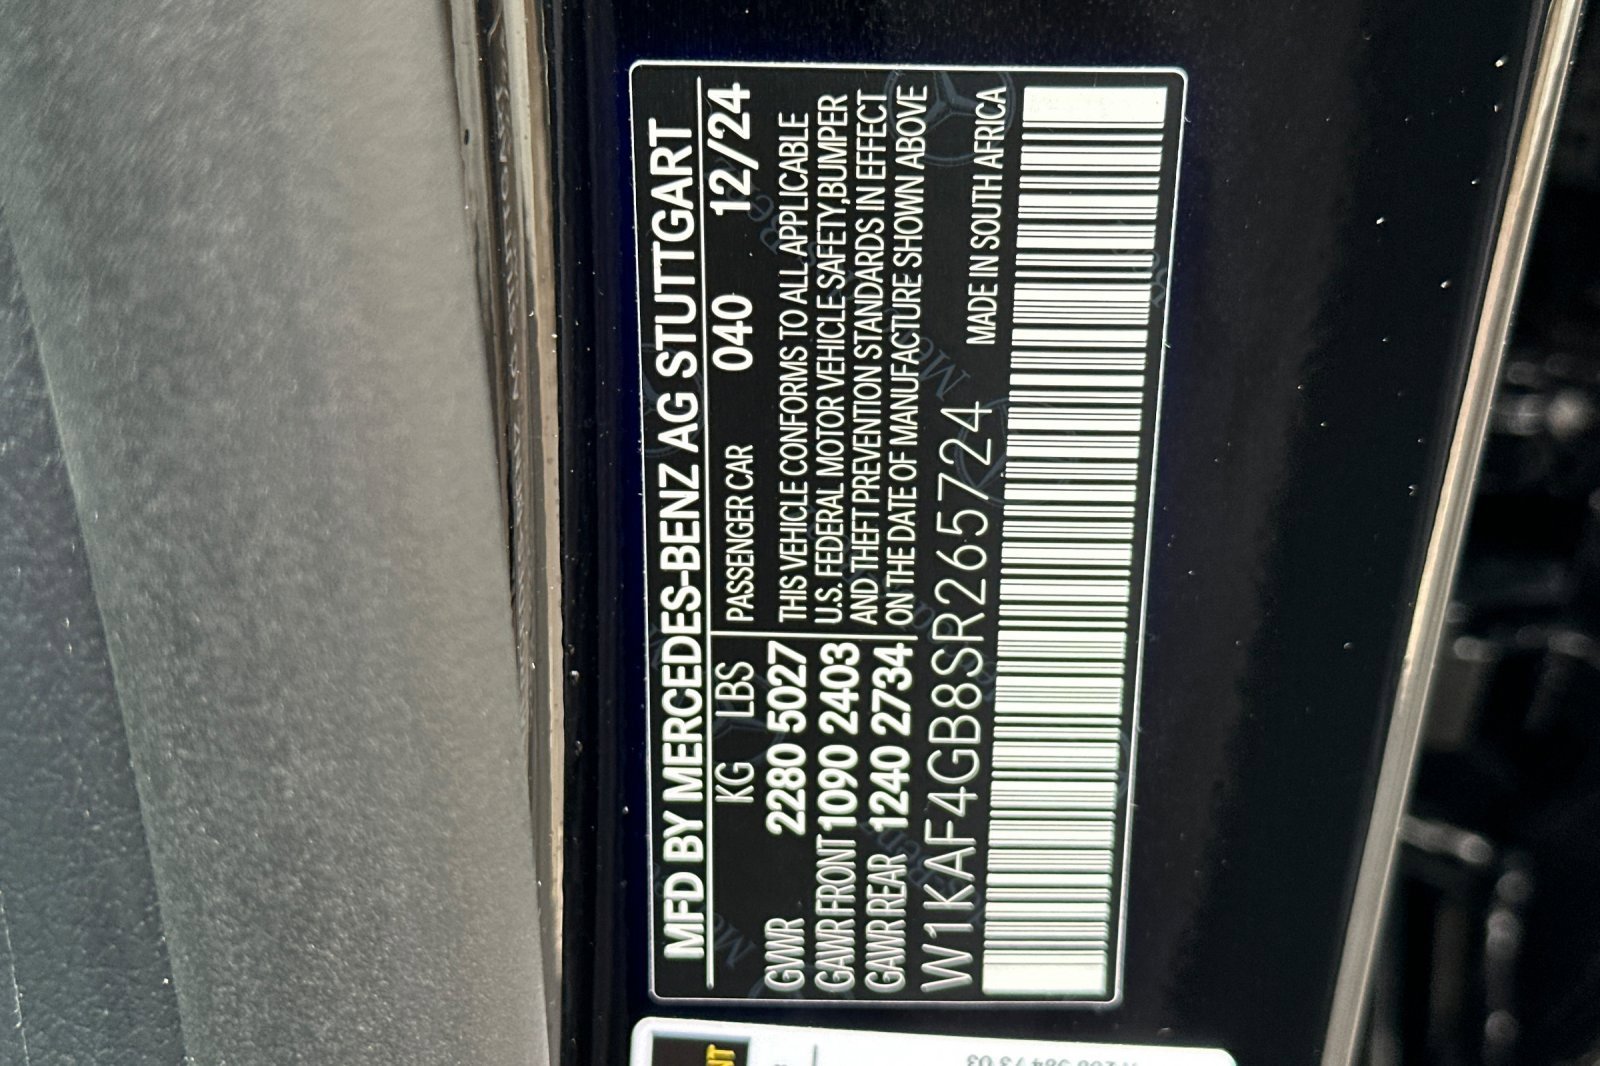 MFD BY MERCEDES-BENZ AG STUTTGART
KG LBS PASSENGER CAR 040 12/24
GVWR 2280 5027
GAWR FRONT 1090 2403
GAWR REAR 1240 2734
THIS VEHICLE CONFORMS TO ALL APPLICABLE
U.S. FEDERAL MOTOR VEHICLE SAFETY,BUMPER
AND THEFT PREVENTION STANDARDS IN EFFECT
ON THE DATE OF MANUFACTURE SHOWN ABOVE
W1KAF4GB8SR265724
MADE IN SOUTH AFRICA